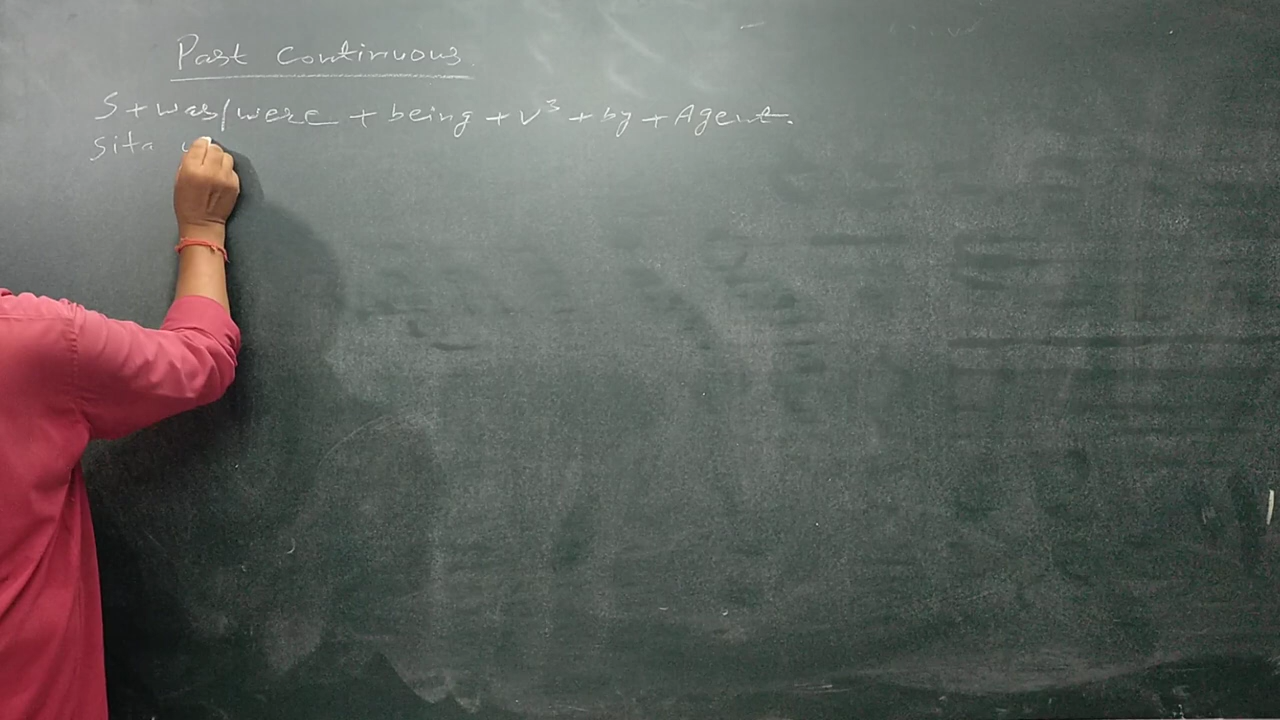 Past Continuous
S + was/were + being + V³ + by + Agent.
sita